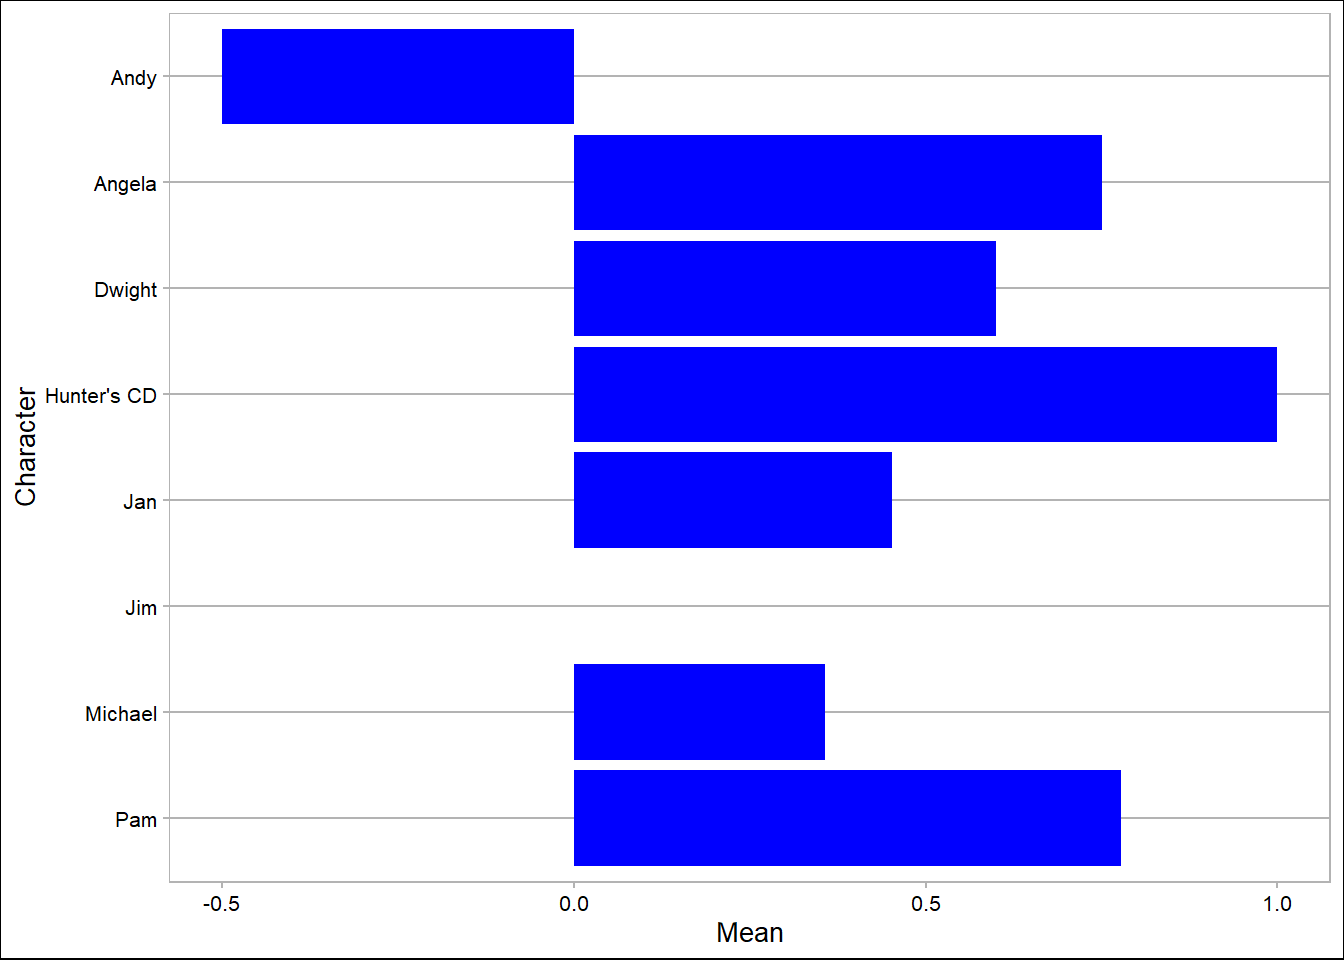 Andy
Angela
Dwight
Hunter's CD
Jan
Jim
Michael
Pam
Character
-0.5 0.0 0.5 1.0
Mean